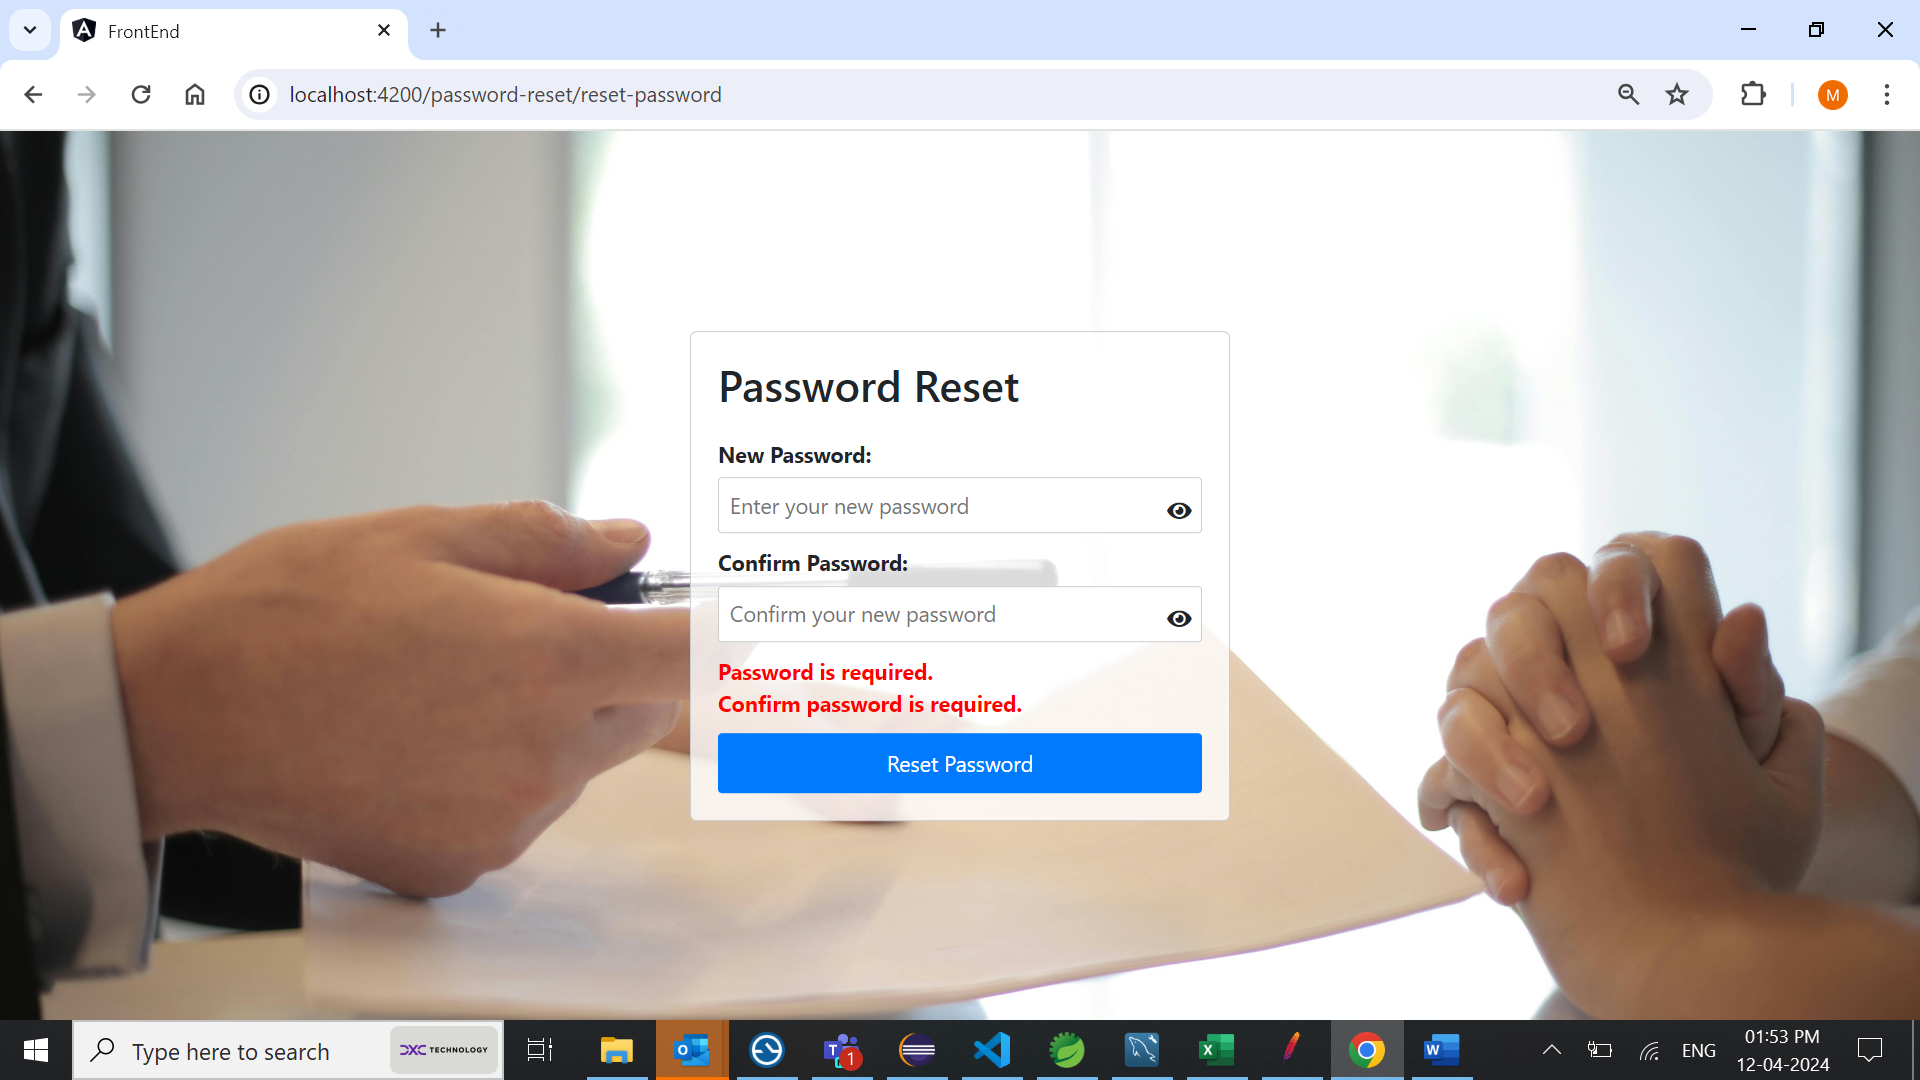 FrontEnd
localhost:4200/password-reset/reset-password
M
Password Reset
New Password:
Enter your new password
Confirm Password:
Confirm your new password
Password is required.
Confirm password is required.
Reset Password
Type here to search
DXC TECHNOLOGY
1
ENG
01:53 PM
12-04-2024